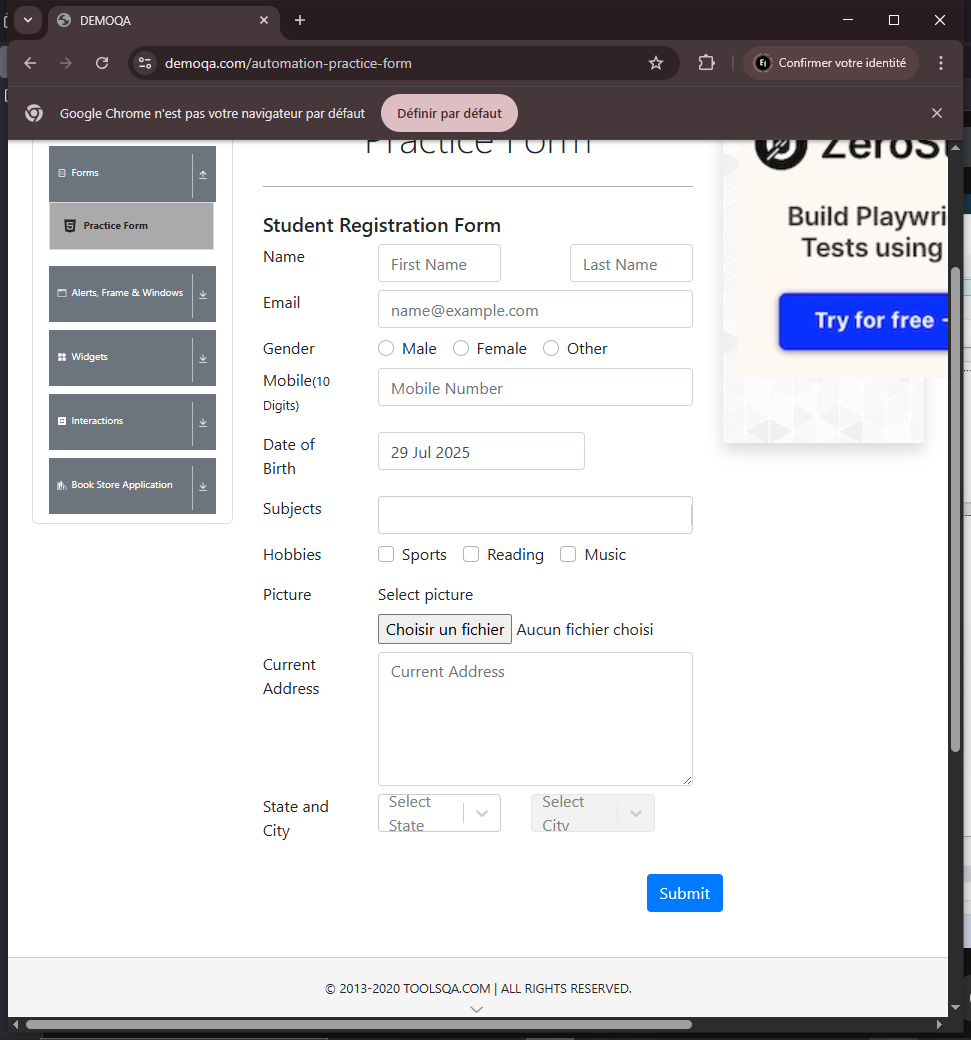 DEMOQA
demoqa.com/automation-practice-form
Confirmer votre identité
Google Chrome n'est pas votre navigateur par défaut
Définir par défaut
Forms
Practice Form
Alerts, Frame & Windows
Widgets
Interactions
Book Store Application
Practice Form
Student Registration Form
Name
First Name
Last Name
Email
name@example.com
Gender
Male
Female
Other
Mobile(10
Digits)
Mobile Number
Date of
Birth
29 Jul 2025
Subjects
Hobbies
Sports
Reading
Music
Picture
Select picture
Choisir un fichier
Aucun fichier choisi
Current
Address
Current Address
State and
City
Select
State
Select
City
Submit
Build Playwri
Tests using
Try for free
© 2013-2020 TOOLSQA.COM | ALL RIGHTS RESERVED.